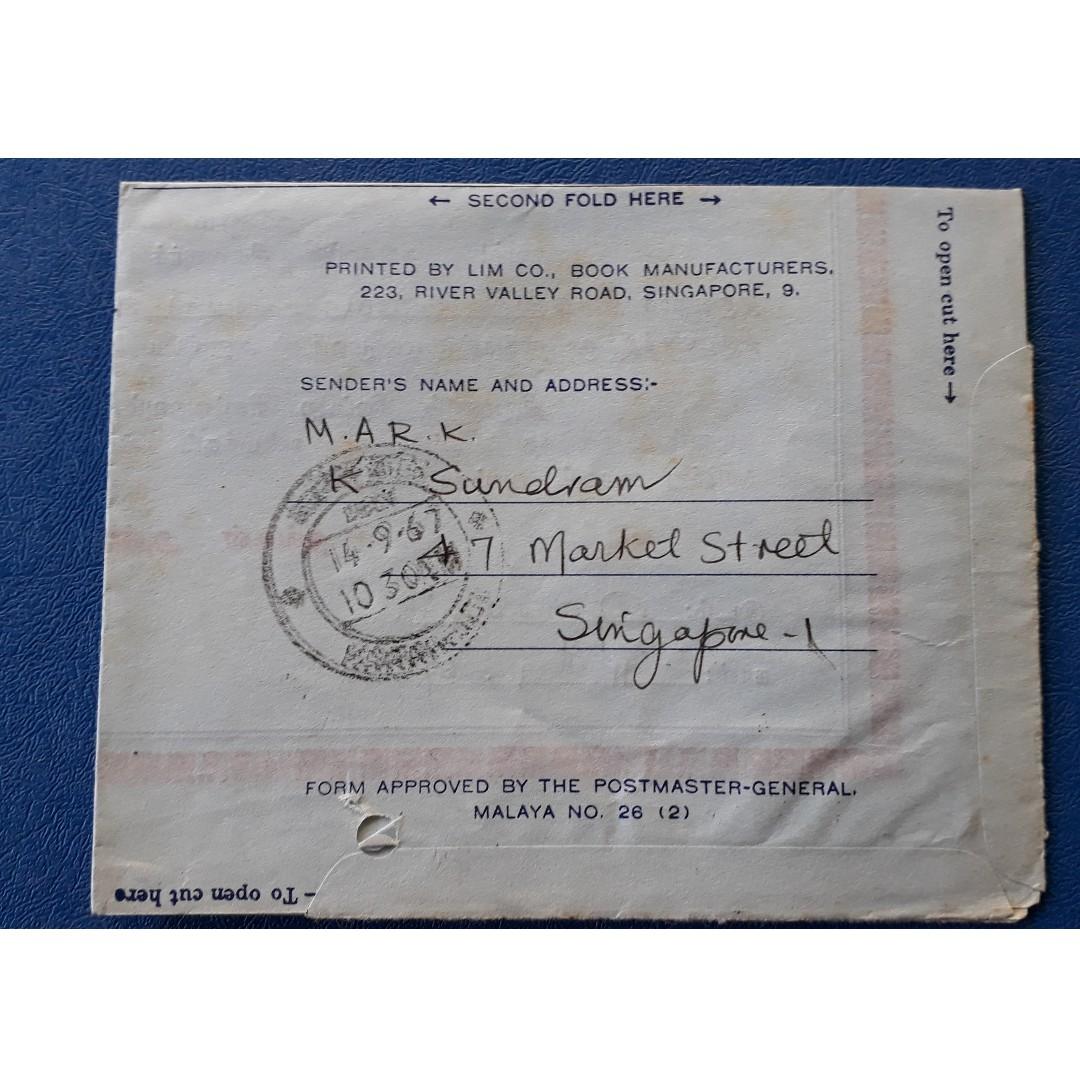 ← SECOND FOLD HERE →
PRINTED BY LIM CO., BOOK MANUFACTURERS,
223, RIVER VALLEY ROAD, SINGAPORE, 9.
To open cut here →
SENDER'S NAME AND ADDRESS:-
M.A.R.K.
K Sundram
47 Market Street
Singapore-1
14-9-67
10 30
FORM APPROVED BY THE POSTMASTER-GENERAL,
MALAYA NO. 26 (2)
- To open cut here